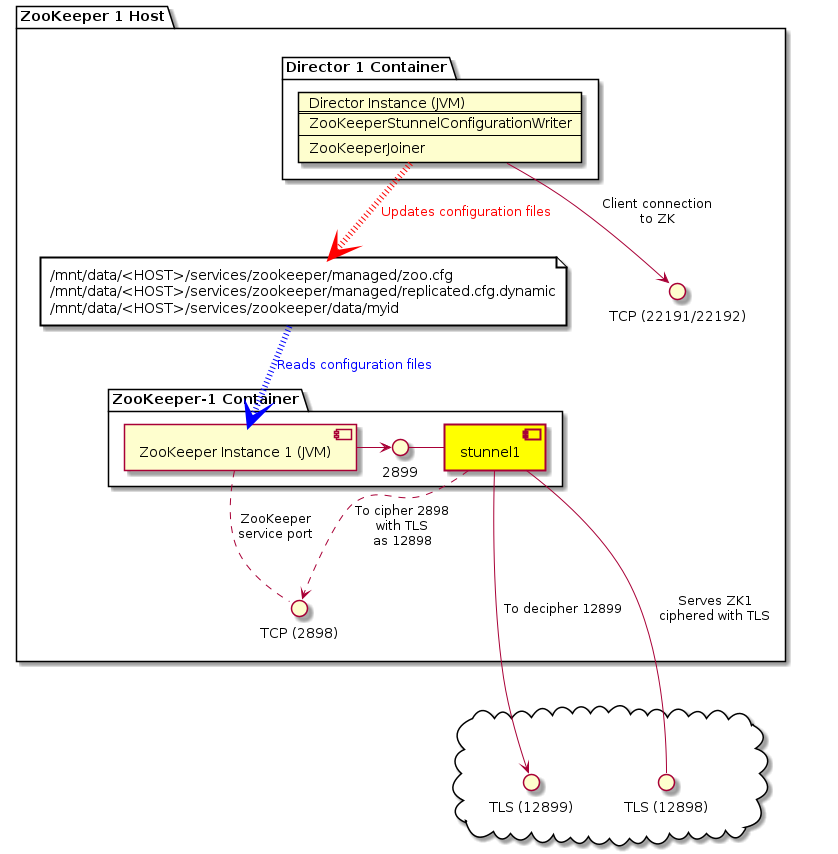 ZooKeeper 1 Host
Director 1 Container
Director Instance (JVM)
ZooKeeperStunnelConfigurationWriter
ZooKeeperJoiner
Updates configuration files
Client connection
to ZK
/mnt/data/<HOST>/services/zookeeper/managed/zoo.cfg
/mnt/data/<HOST>/services/zookeeper/managed/replicated.cfg.dynamic
/mnt/data/<HOST>/services/zookeeper/data/myid
TCP (22191/22192)
Reads configuration files
ZooKeeper-1 Container
ZooKeeper Instance 1 (JVM)
2899
stunnel1
ZooKeeper
service port
To cipher 2898
with TLS
as 12898
To decipher 12899
Serves ZK1
ciphered with TLS
TCP (2898)
TLS (12899)
TLS (12898)